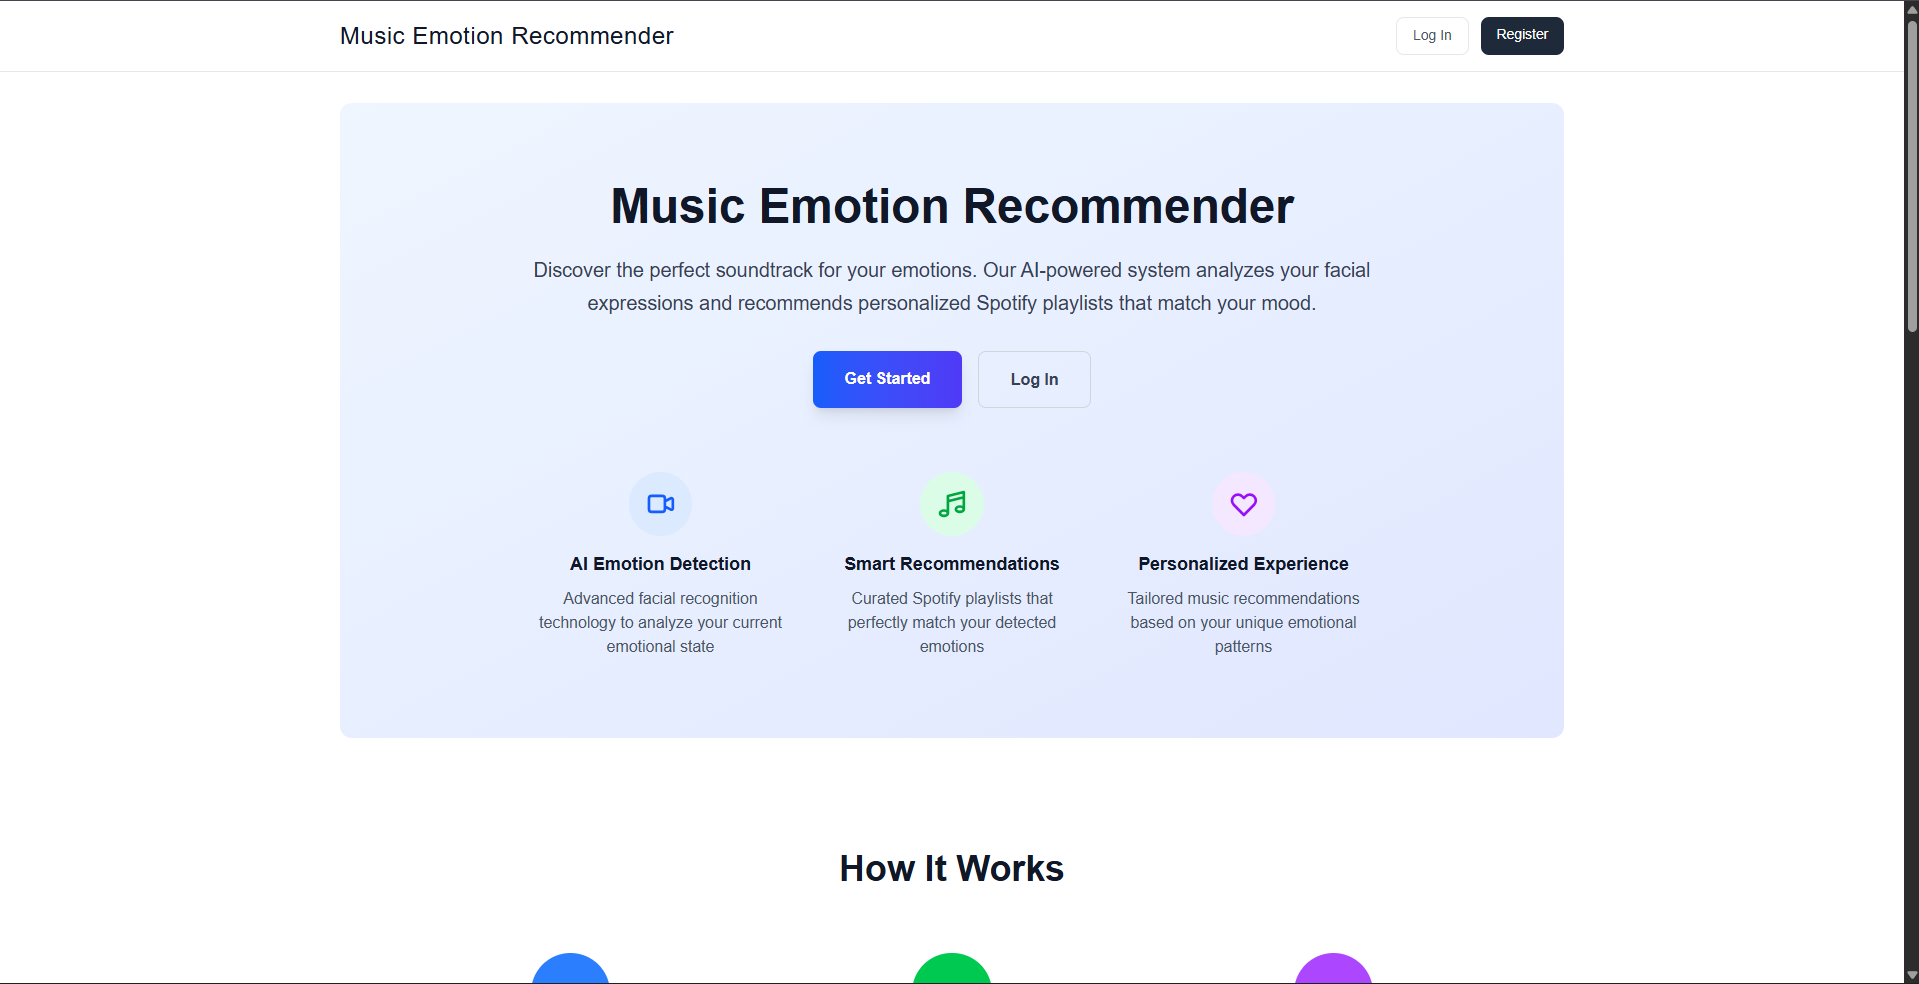 Music Emotion Recommender
Log In
Register
Music Emotion Recommender
Discover the perfect soundtrack for your emotions. Our AI-powered system analyzes your facial
expressions and recommends personalized Spotify playlists that match your mood.
Get Started
Log In
AI Emotion Detection
Advanced facial recognition
technology to analyze your current
emotional state
Smart Recommendations
Curated Spotify playlists that
perfectly match your detected
emotions
Personalized Experience
Tailored music recommendations
based on your unique emotional
patterns
How It Works